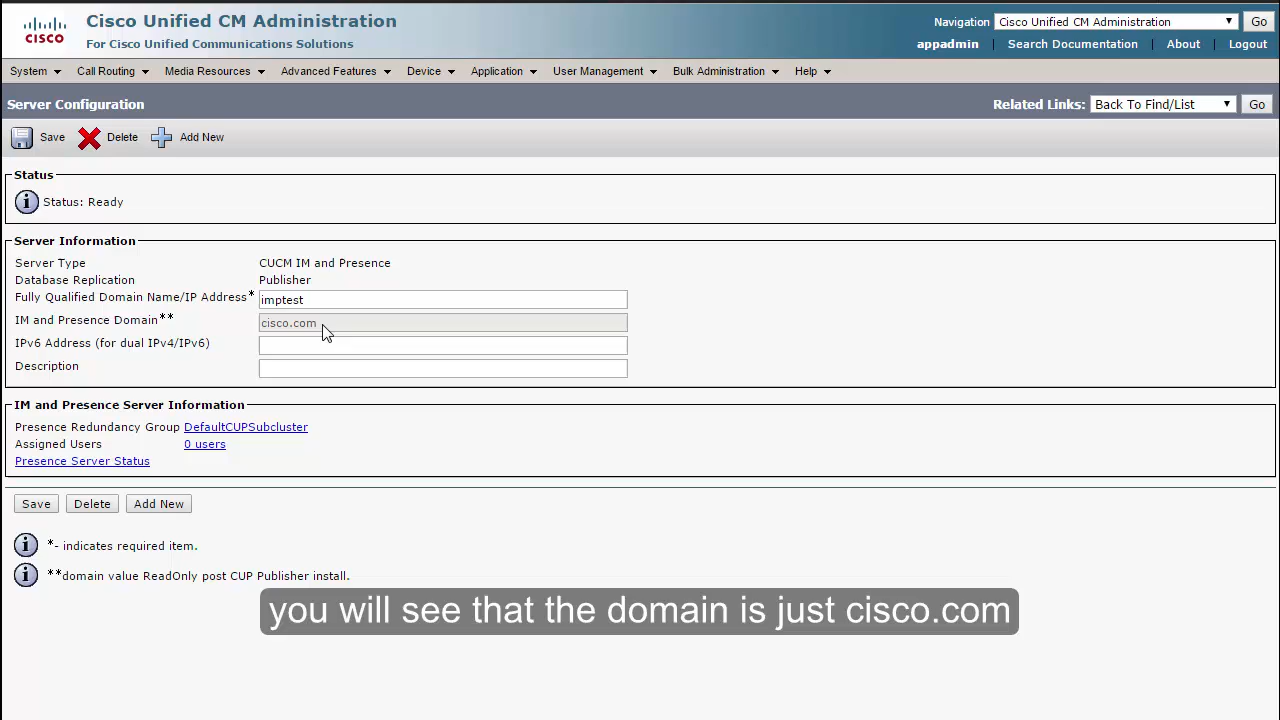 CISCO
Cisco Unified CM Administration
For Cisco Unified Communications Solutions
Navigation Cisco Unified CM Administration Go
appadmin Search Documentation About Logout
System Call Routing Media Resources Advanced Features Device Application User Management Bulk Administration Help
Server Configuration
Related Links: Back To Find/List Go
Save Delete Add New
Status
Status: Ready
Server Information
Server Type CUCM IM and Presence
Database Replication Publisher
Fully Qualified Domain Name/IP Address* imptest
IM and Presence Domain** cisco.com
IPv6 Address (for dual IPv4/IPv6)
Description
IM and Presence Server Information
Presence Redundancy Group DefaultCUPSubcluster
Assigned Users 0 users
Presence Server Status
Save Delete Add New
*- indicates required item.
**domain value ReadOnly post CUP Publisher install.
you will see that the domain is just cisco.com